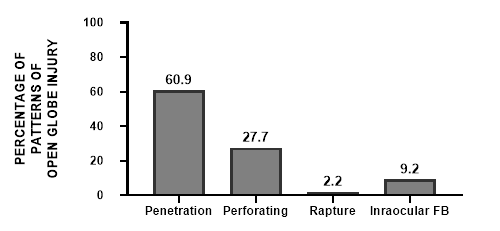 PERCENTAGE OF
PATTERNS OF
OPEN GLOBE INJURY
100
80
60
40
20
0
60.9
27.7
2.2
9.2
Penetration Perforating Rapture Inraocular FB